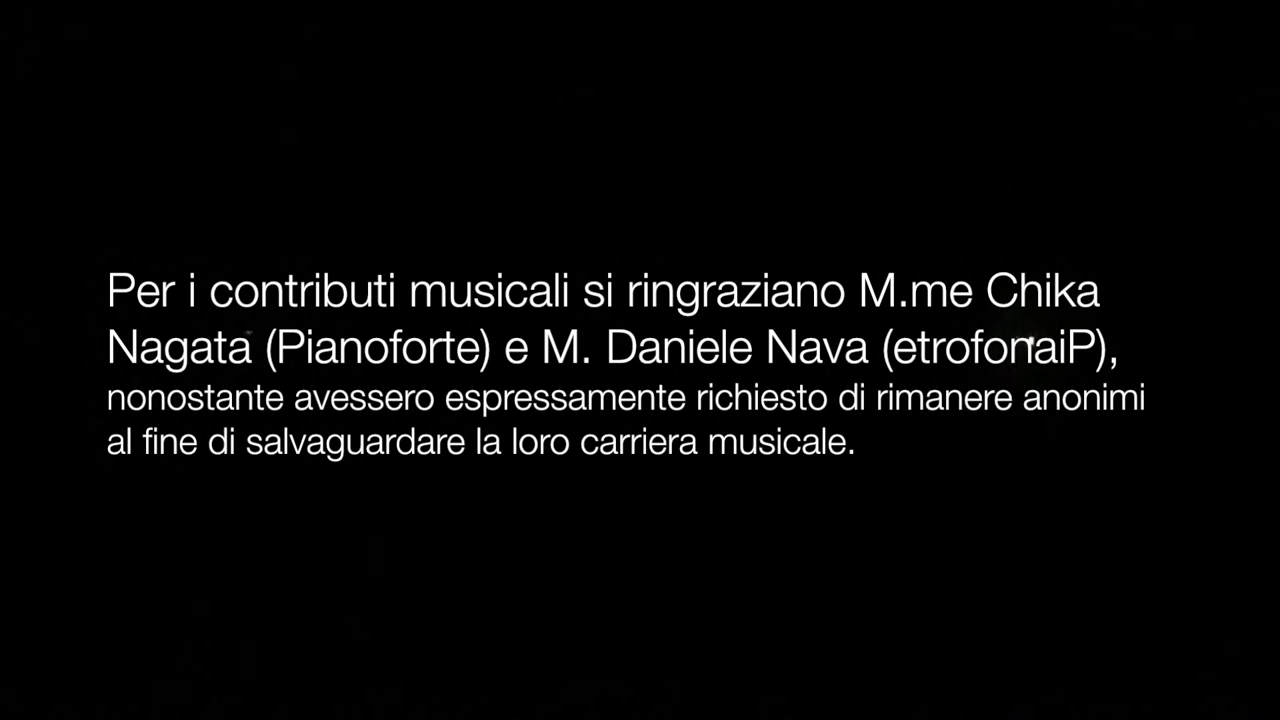 Per i contributi musicali si ringraziano M.me Chika
Nagata (Pianoforte) e M. Daniele Nava (etrofonaiP),
nonostante avessero espressamente richiesto di rimanere anonimi
al fine di salvaguardare la loro carriera musicale.